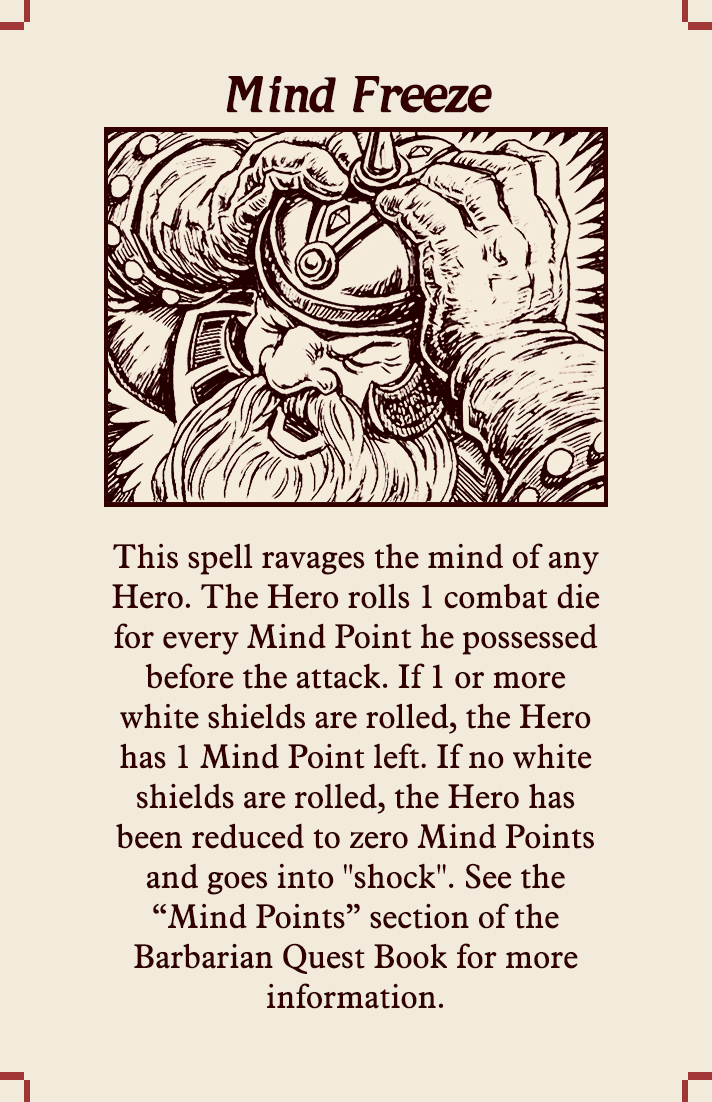 Mind Freeze
This spell ravages the mind of any
Hero. The Hero rolls 1 combat die
for every Mind Point he possessed
before the attack. If 1 or more
white shields are rolled, the Hero
has 1 Mind Point left. If no white
shields are rolled, the Hero has
been reduced to zero Mind Points
and goes into "shock". See the
“Mind Points” section of the
Barbarian Quest Book for more
information.